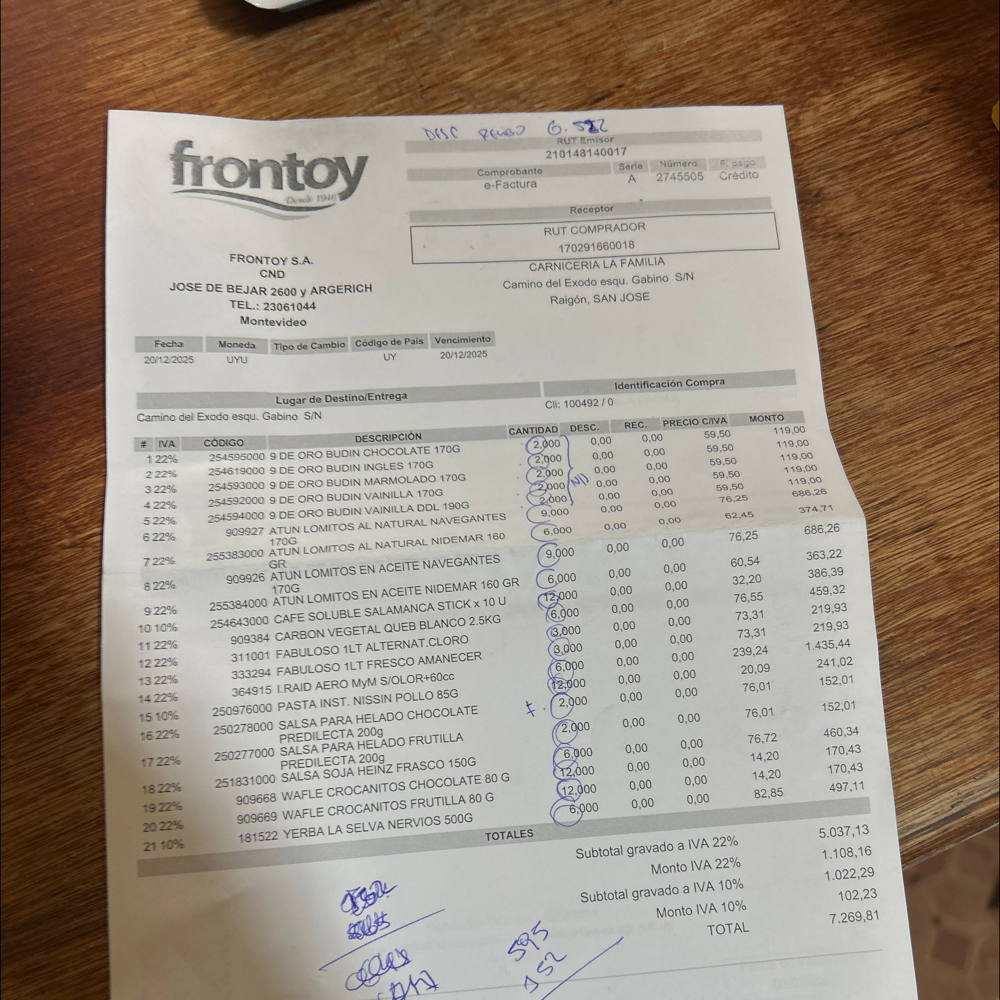 DESC RECIBO 6.522
frontoy
Desde 1946
RUT Emisor
210148140017
Comprobante Serie Número F. pago
e-Factura A 2745505 Crédito
Receptor
RUT COMPRADOR
170291660018
CARNICERIA LA FAMILIA
Camino del Exodo esqu. Gabino S/N
Raigón, SAN JOSE
FRONTOY S.A.
CND
JOSE DE BEJAR 2600 y ARGERICH
TEL.: 23061044
Montevideo
Fecha Moneda Tipo de Cambio Código de País Vencimiento
20/12/2025 UYU UY 20/12/2025
Lugar de Destino/Entrega Identificación Compra
Camino del Exodo esqu. Gabino S/N Cli: 100492 / 0
# IVA CÓDIGO DESCRIPCIÓN CANTIDAD DESC. REC. PRECIO C/IVA MONTO
1 22% 254595000 9 DE ORO BUDIN CHOCOLATE 170G 2,000 0,00 0,00 59,50 119,00
2 22% 254619000 9 DE ORO BUDIN INGLES 170G 2,000 0,00 0,00 59,50 119,00
3 22% 254593000 9 DE ORO BUDIN MARMOLADO 170G 2,000 0,00 0,00 59,50 119,00
4 22% 254592000 9 DE ORO BUDIN VAINILLA 170G 2,000 0,00 0,00 59,50 119,00
5 22% 254594000 9 DE ORO BUDIN VAINILLA DDL 190G 2,000 0,00 0,00 59,50 119,00
6 22% 909927 ATUN LOMITOS AL NATURAL NAVEGANTES 9,000 0,00 0,00 76,25 686,26
170G
7 22% 255383000 ATUN LOMITOS AL NATURAL NIDEMAR 160 6,000 0,00 0,00 62,45 374,71
GR
8 22% 909926 ATUN LOMITOS EN ACEITE NAVEGANTES 9,000 0,00 0,00 76,25 686,26
170G
9 22% 255384000 ATUN LOMITOS EN ACEITE NIDEMAR 160 GR 6,000 0,00 0,00 60,54 363,22
10 10% 254643000 CAFE SOLUBLE SALAMANCA STICK x 10 U 12,000 0,00 0,00 32,20 386,39
11 22% 909384 CARBON VEGETAL QUEB BLANCO 2.5KG 6,000 0,00 0,00 76,55 459,32
12 22% 311001 FABULOSO 1LT ALTERNAT.CLORO 3,000 0,00 0,00 73,31 219,93
13 22% 333294 FABULOSO 1LT FRESCO AMANECER 3,000 0,00 0,00 73,31 219,93
14 22% 364915 I.RAID AERO MyM S/OLOR+60cc 6,000 0,00 0,00 239,24 1.435,44
15 10% 250976000 PASTA INST. NISSIN POLLO 85G 12,000 0,00 0,00 20,09 241,02
16 22% 250278000 SALSA PARA HELADO CHOCOLATE 2,000 0,00 0,00 76,01 152,01
PREDILECTA 200g
17 22% 250277000 SALSA PARA HELADO FRUTILLA 2,000 0,00 0,00 76,01 152,01
PREDILECTA 200g
18 22% 251831000 SALSA SOJA HEINZ FRASCO 150G 6,000 0,00 0,00 76,72 460,34
19 22% 909668 WAFLE CROCANITOS CHOCOLATE 80 G 12,000 0,00 0,00 14,20 170,43
20 22% 909669 WAFLE CROCANITOS FRUTILLA 80 G 12,000 0,00 0,00 14,20 170,43
21 10% 181522 YERBA LA SELVA NERVIOS 500G 6,000 0,00 0,00 82,85 497,11
TOTALES
Subtotal gravado a IVA 22% 5.037,13
Monto IVA 22% 1.108,16
Subtotal gravado a IVA 10% 1.022,29
Monto IVA 10% 102,23
TOTAL 7.269,81
595
152